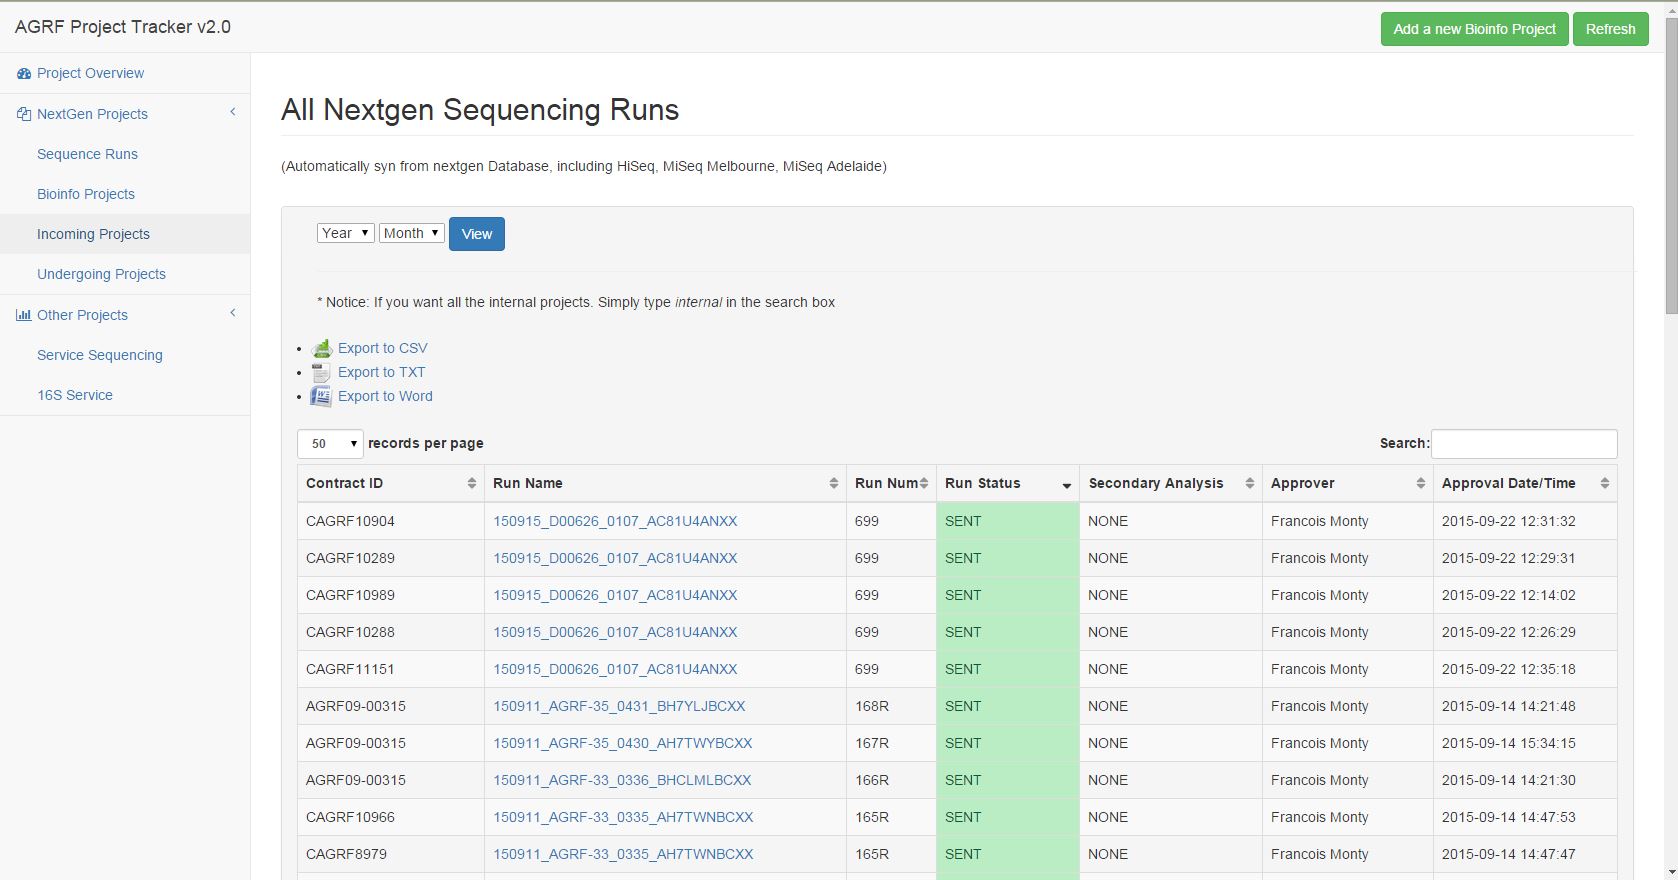 AGRF Project Tracker v2.0
Add a new Bioinfo Project Refresh
Project Overview
NextGen Projects
Sequence Runs
Bioinfo Projects
Incoming Projects
Undergoing Projects
Other Projects
Service Sequencing
16S Service
All Nextgen Sequencing Runs
(Automatically syn from nextgen Database, including HiSeq, MiSeq Melbourne, MiSeq Adelaide)
Year Month View
* Notice: If you want all the internal projects. Simply type internal in the search box
Export to CSV
Export to TXT
Export to Word
50 records per page Search:
Contract ID Run Name Run Num Run Status Secondary Analysis Approver Approval Date/Time
CAGRF10904 150915_D00626_0107_AC81U4ANXX 699 SENT NONE Francois Monty 2015-09-22 12:31:32
CAGRF10289 150915_D00626_0107_AC81U4ANXX 699 SENT NONE Francois Monty 2015-09-22 12:29:31
CAGRF10989 150915_D00626_0107_AC81U4ANXX 699 SENT NONE Francois Monty 2015-09-22 12:14:02
CAGRF10288 150915_D00626_0107_AC81U4ANXX 699 SENT NONE Francois Monty 2015-09-22 12:26:29
CAGRF11151 150915_D00626_0107_AC81U4ANXX 699 SENT NONE Francois Monty 2015-09-22 12:35:18
AGRF09-00315 150911_AGRF-35_0431_BH7YLJBCXX 168R SENT NONE Francois Monty 2015-09-14 14:21:48
AGRF09-00315 150911_AGRF-35_0430_AH7TWYBCXX 167R SENT NONE Francois Monty 2015-09-14 15:34:15
AGRF09-00315 150911_AGRF-33_0336_BHCLMLBCXX 166R SENT NONE Francois Monty 2015-09-14 14:21:30
CAGRF10966 150911_AGRF-33_0335_AH7TWNBCXX 165R SENT NONE Francois Monty 2015-09-14 14:47:53
CAGRF8979 150911_AGRF-33_0335_AH7TWNBCXX 165R SENT NONE Francois Monty 2015-09-14 14:47:47